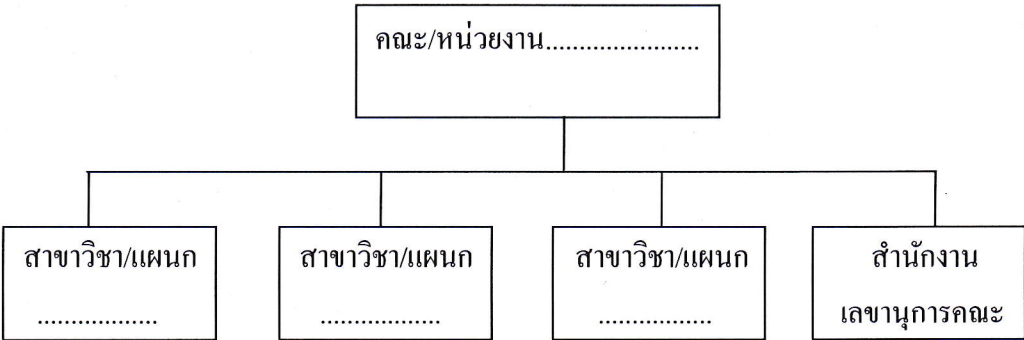 คณะ/หน่วยงาน.......................
สาขาวิชา/แผนก
..................
สาขาวิชา/แผนก
..................
สาขาวิชา/แผนก
.................
สำนักงาน
เลขานุการคณะ